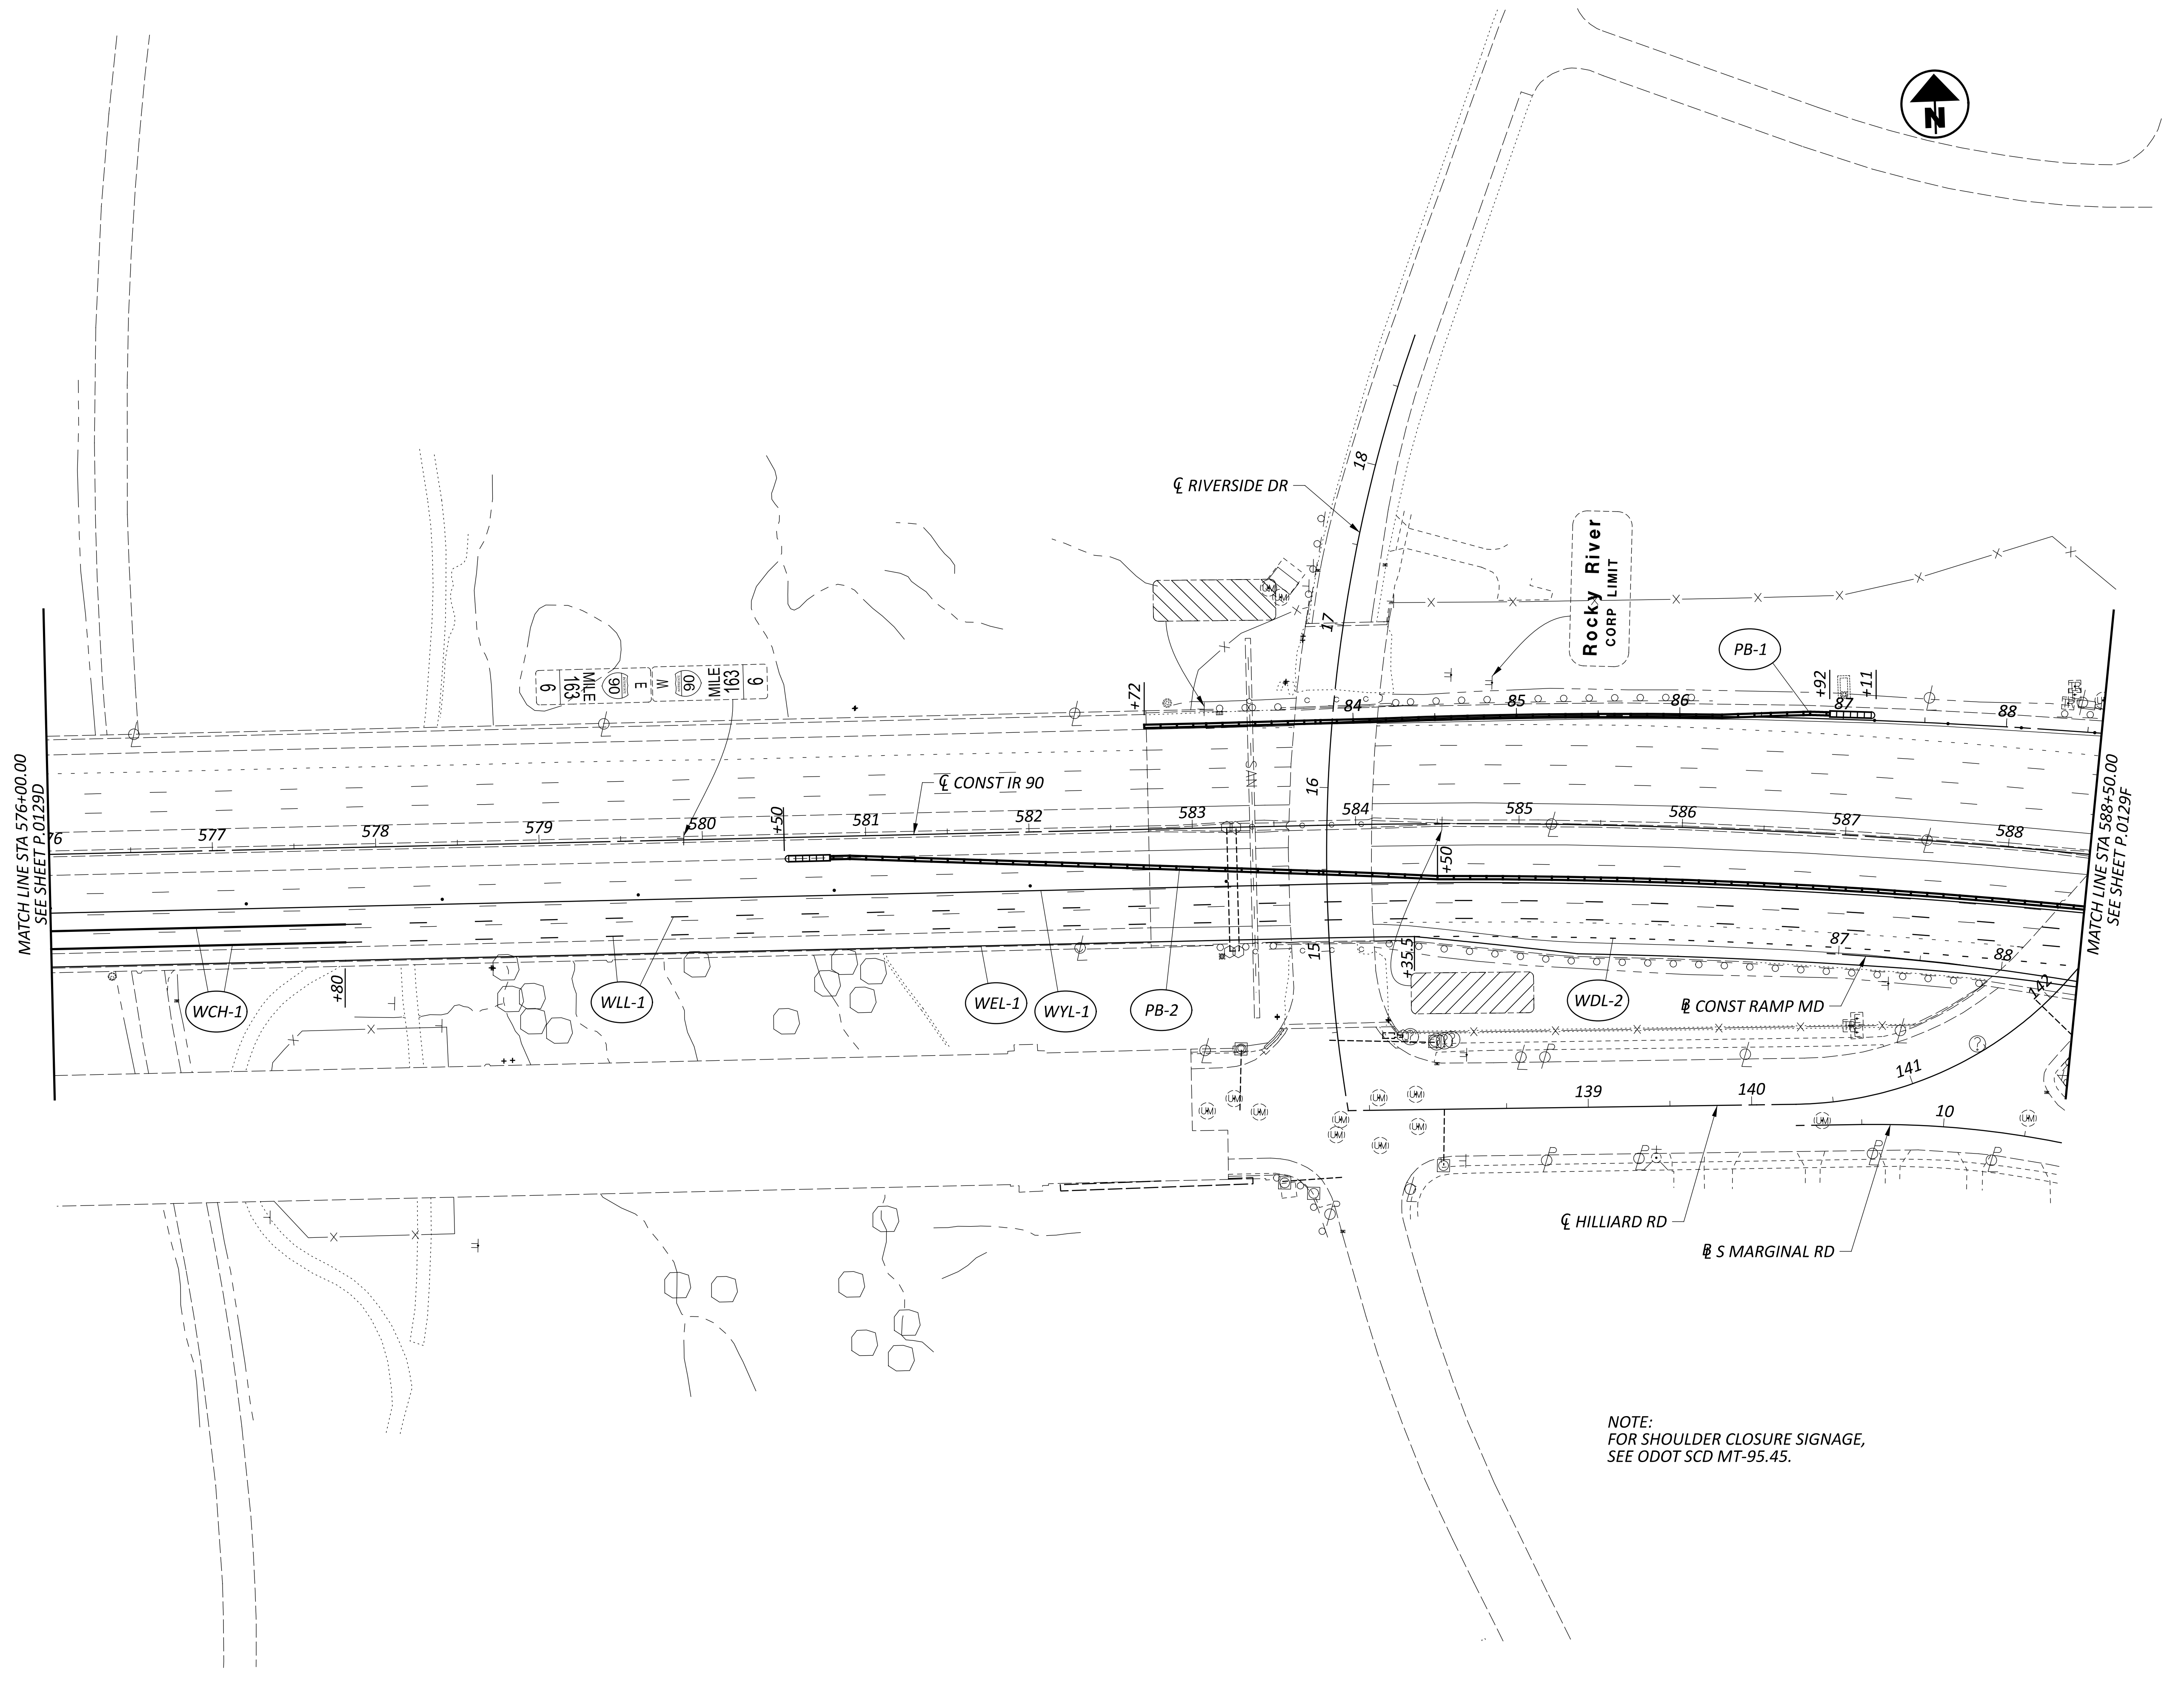 N
18
℄ RIVERSIDE DR
Rocky River
CORP LIMIT
17
PB-1
6
163
MILE
90
E
W
90
MILE
163
6
+72
+92
+11
84
85
86
87
88
MATCH LINE STA 576+00.00
SEE SHEET P.0129D
℄ CONST IR 90
SAN
16
76
577
578
579
580
+50
581
582
583
584
585
586
587
588
MATCH LINE STA 588+50.00
SEE SHEET P.0129F
+50
15
+35.5
87
88
142
+80
WCH-1
WLL-1
WEL-1
WYL-1
PB-2
WDL-2
BL CONST RAMP MD
?
139
140
141
10
℄ HILLIARD RD
BL S MARGINAL RD
NOTE:
FOR SHOULDER CLOSURE SIGNAGE,
SEE ODOT SCD MT-95.45.